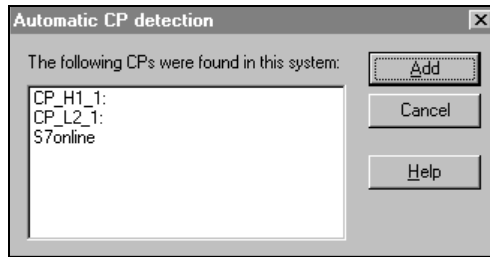 Automatic CP detection
The following CPs were found in this system:
Add
CP_H1_1:
CP_L2_1:
S7online
Cancel
Help